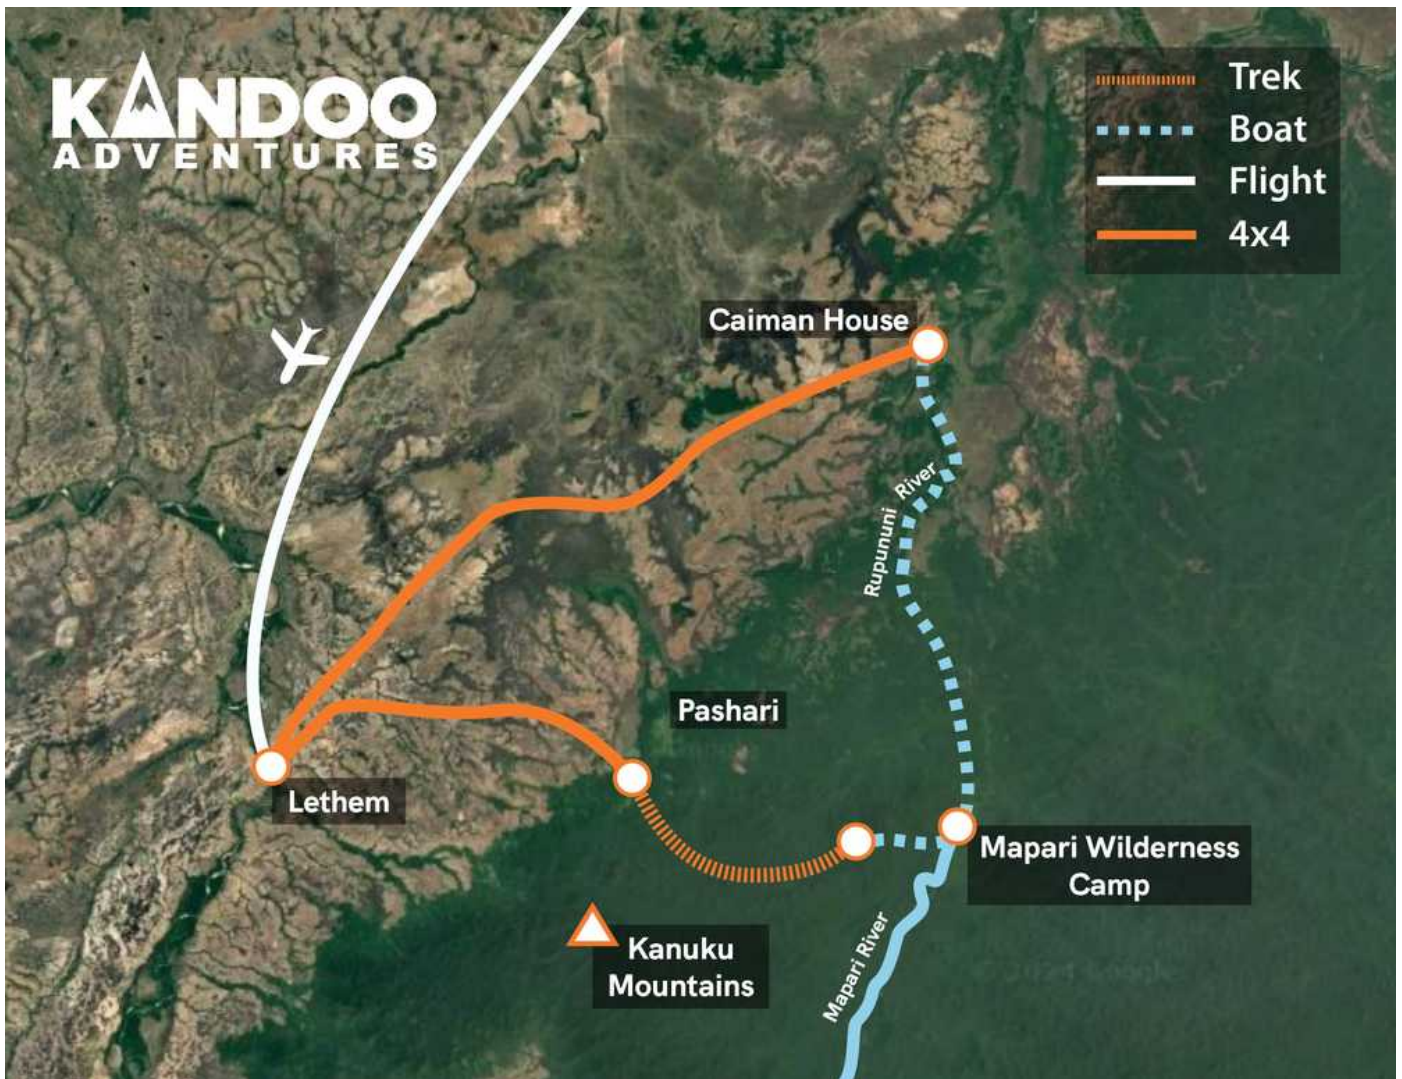 KANDOO
ADVENTURES
Trek
Boat
Flight
4x4
Caiman House
Rupununi River
Pashari
Lethem
Mapari Wilderness
Camp
Kanuku
Mountains
Mapari River